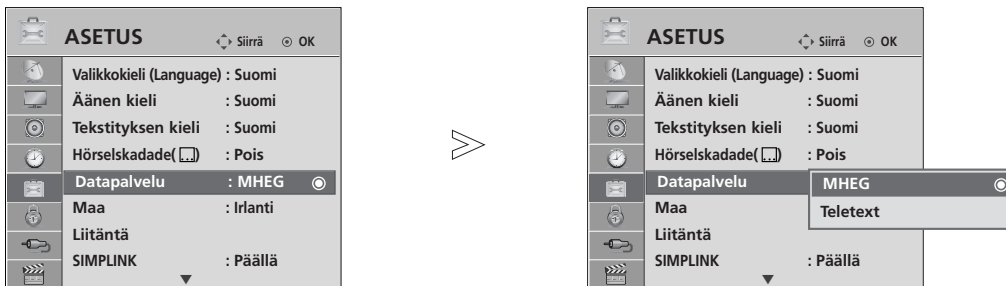 ASETUS Siirrä OK
Valikkokieli (Language) : Suomi
Äänen kieli : Suomi
Tekstityksen kieli : Suomi
Hörselskadade( ) : Pois
Datapalvelu : MHEG
Maa : Irlanti
Liitäntä
SIMPLINK : Päällä
ASETUS Siirrä OK
Valikkokieli (Language) : Suomi
Äänen kieli : Suomi
Tekstityksen kieli : Suomi
Hörselskadade( ) : Pois
Datapalvelu MHEG
Maa Teletext
Liitäntä
SIMPLINK : Päällä